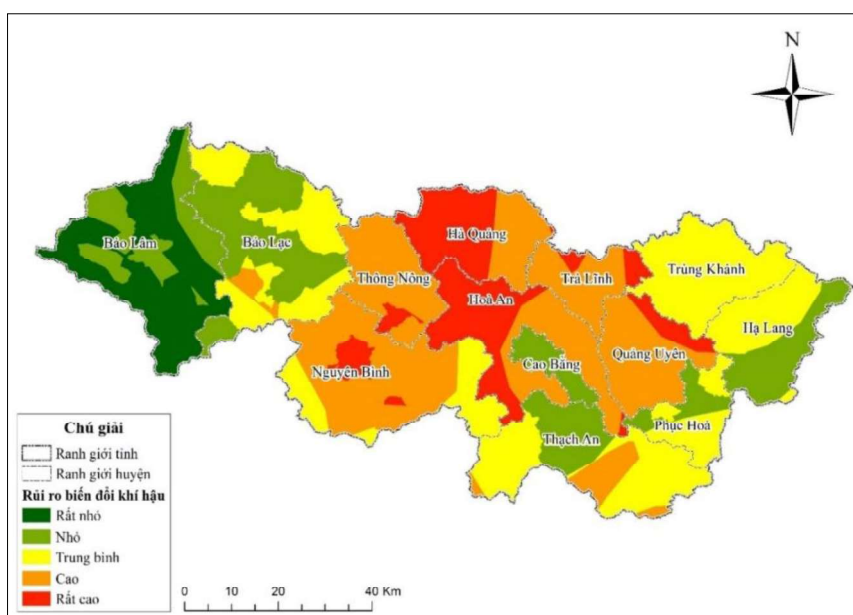 N
Bảo Lâm
Bảo Lạc
Hà Quảng
Thông Nông
Trà Lĩnh
Trùng Khánh
Hoà An
Hạ Lang
Nguyên Bình
Cao Bằng
Quảng Uyên
Thạch An
Phục Hoà
Chú giải
Ranh giới tỉnh
Ranh giới huyện
Rủi ro biến đổi khí hậu
Rất nhỏ
Nhỏ
Trung bình
Cao
Rất cao
0 10 20 40 Km